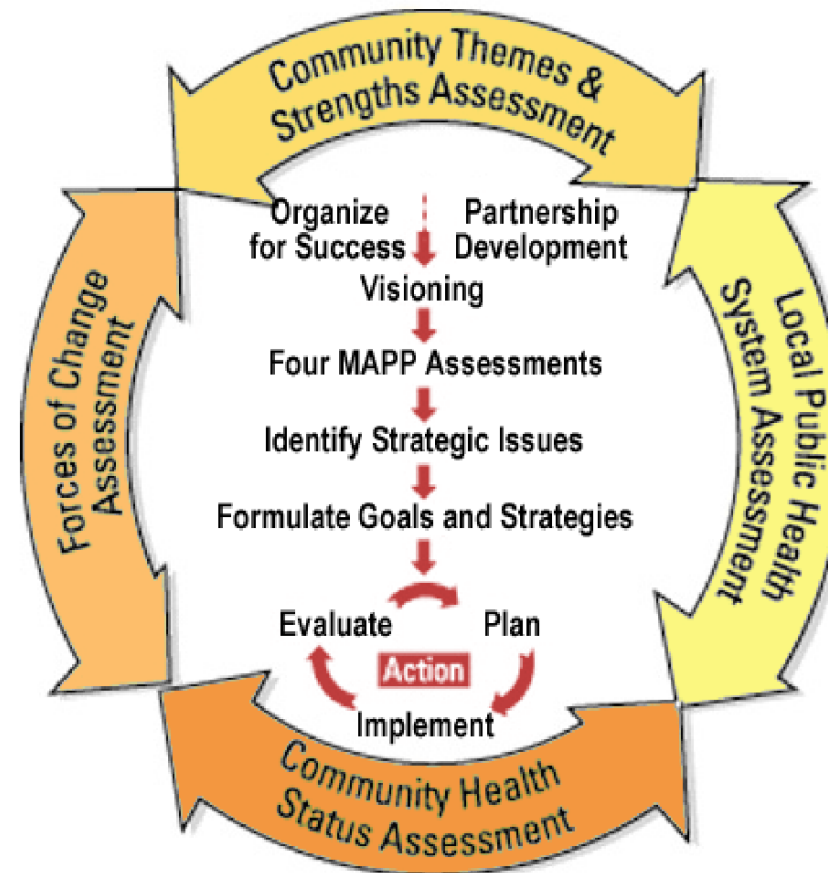 Community Themes &
Strengths Assessment
Organize
for Success
Partnership
Development
Visioning
Four MAPP Assessments
Identify Strategic Issues
Formulate Goals and Strategies
Evaluate
Plan
Action
Implement
Forces of Change
Assessment
Local Public Health
System Assessment
Community Health
Status Assessment